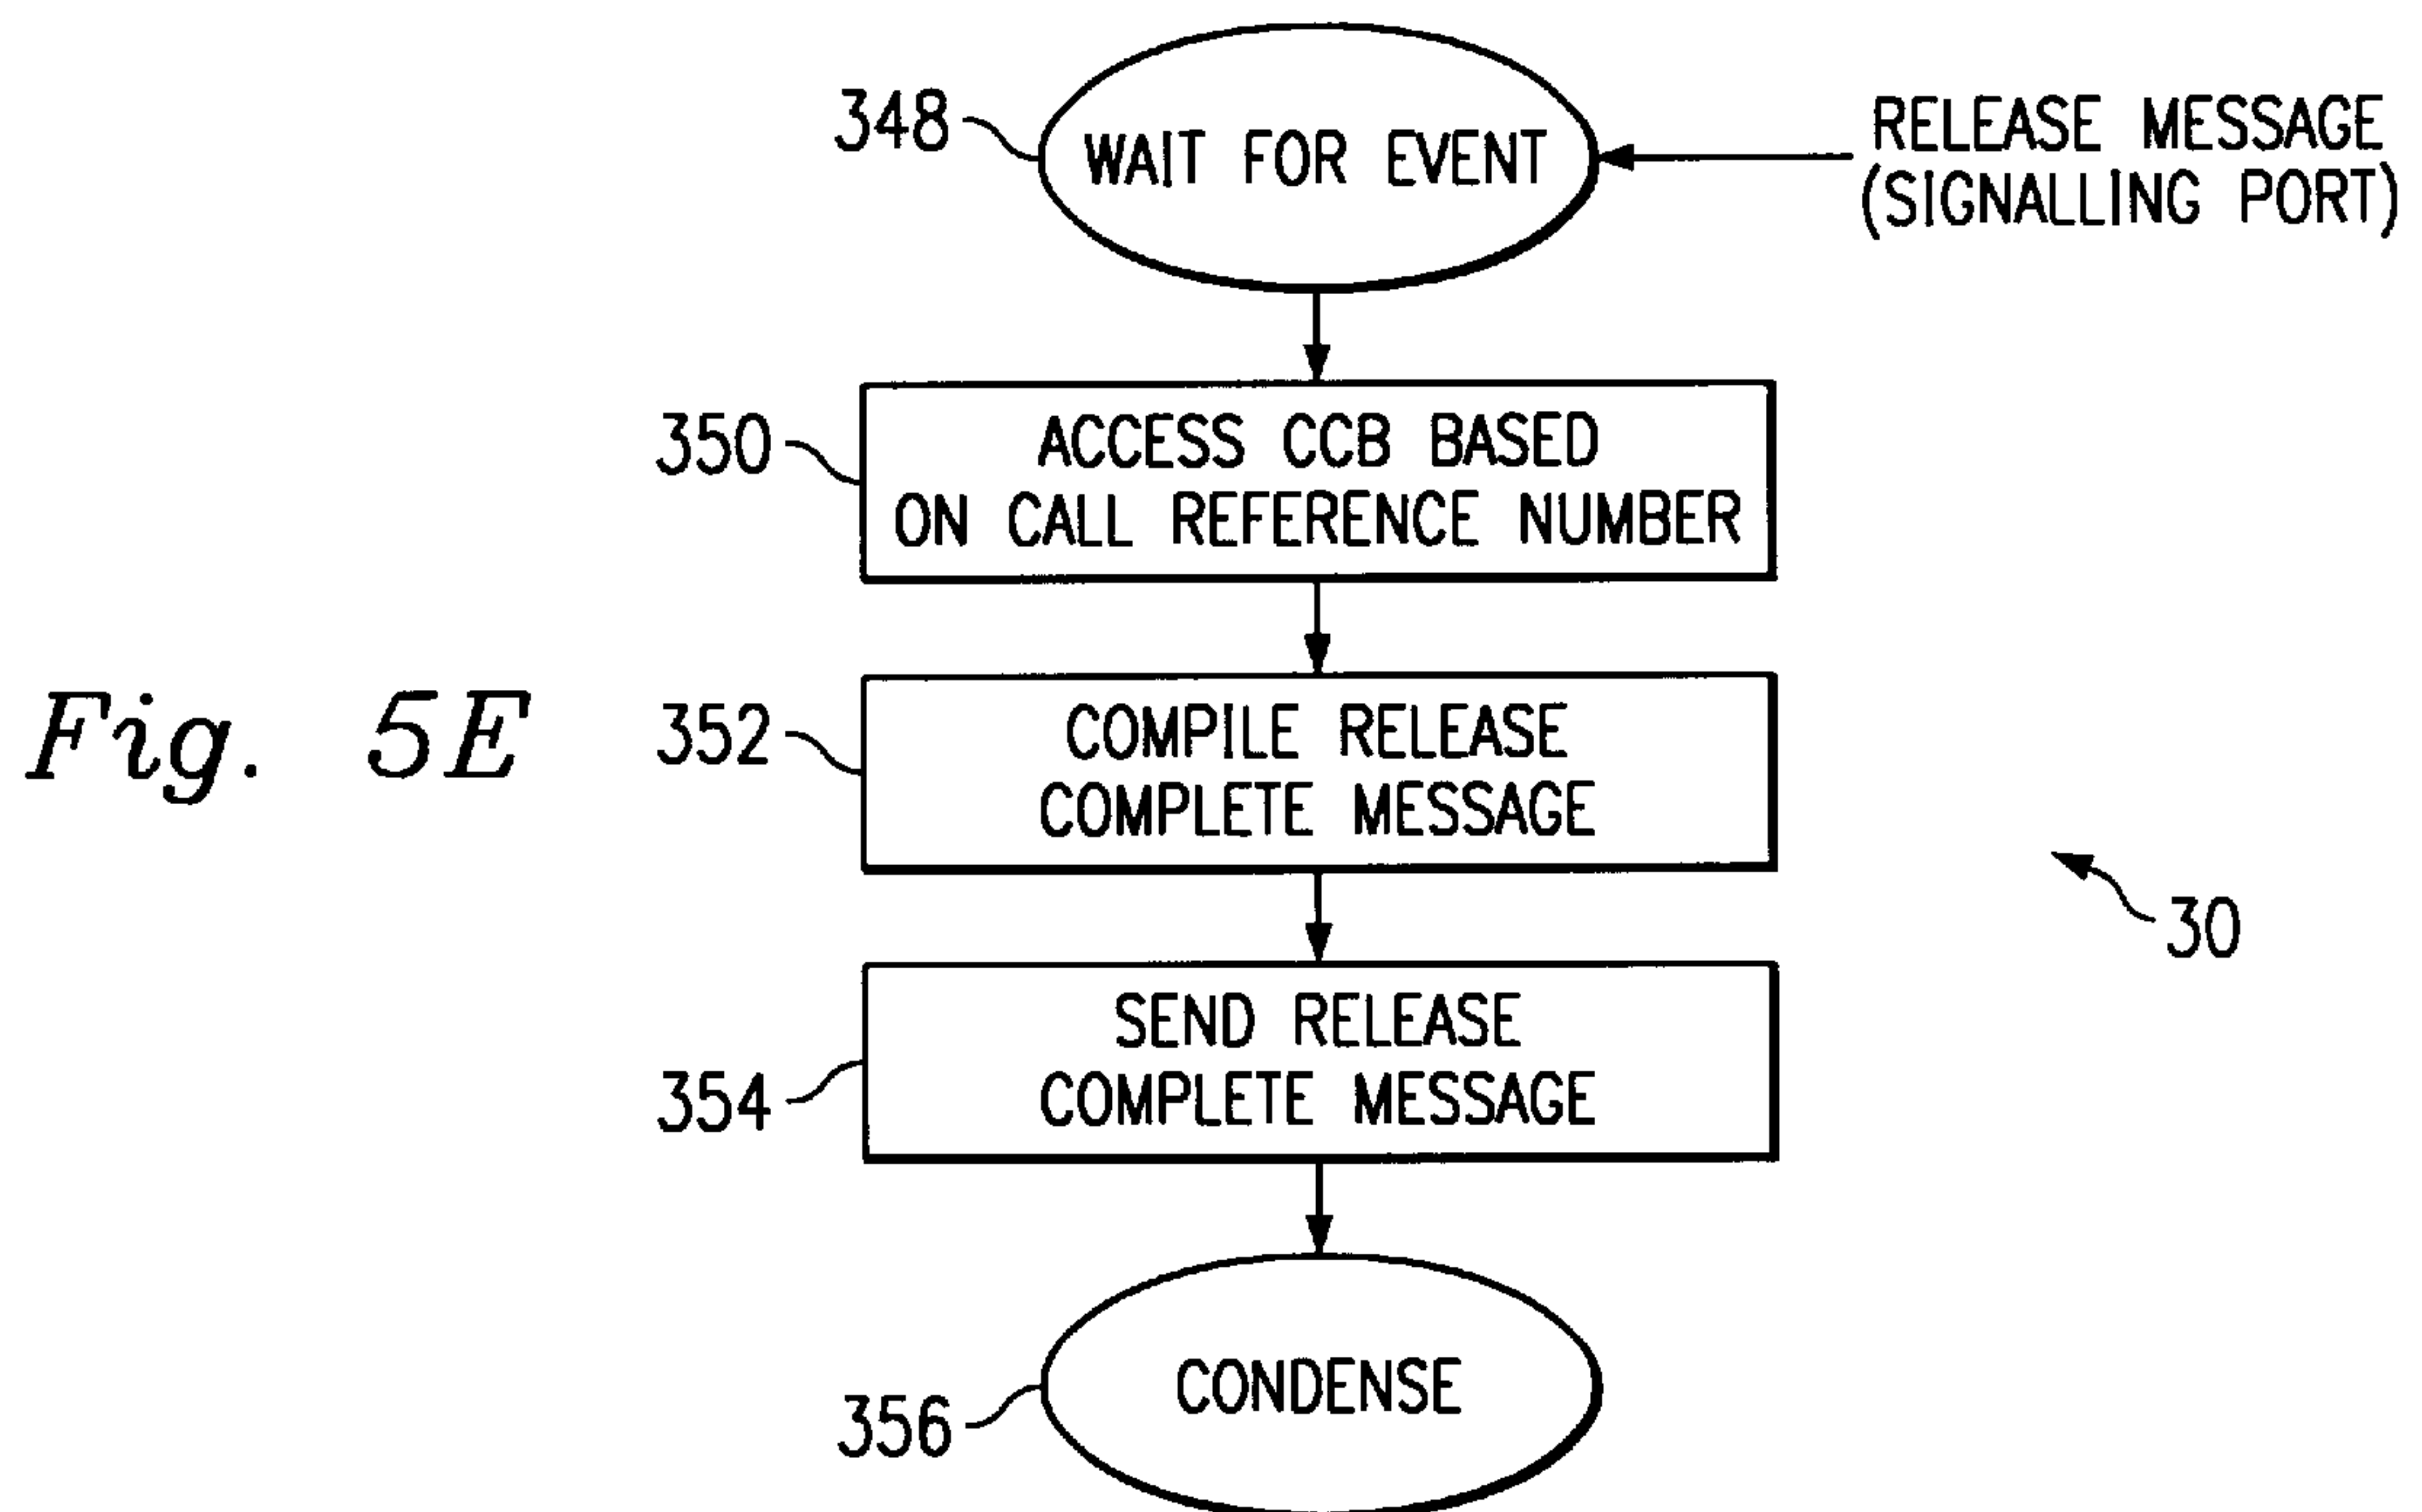 348
WAIT FOR EVENT
RELEASE MESSAGE
(SIGNALLING PORT)
350
ACCESS CCB BASED
ON CALL REFERENCE NUMBER
Fig. 5E
352
COMPILE RELEASE
COMPLETE MESSAGE
30
354
SEND RELEASE
COMPLETE MESSAGE
356
CONDENSE